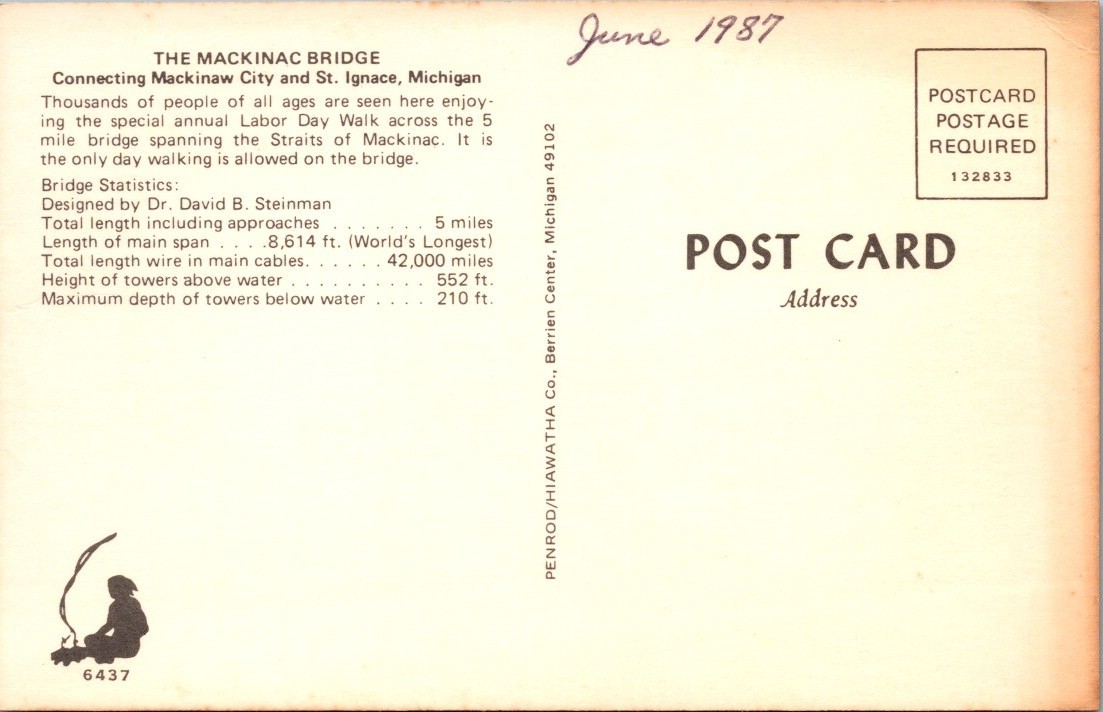 June 1987
THE MACKINAC BRIDGE
Connecting Mackinaw City and St. Ignace, Michigan
Thousands of people of all ages are seen here enjoy-
ing the special annual Labor Day Walk across the 5
mile bridge spanning the Straits of Mackinac. It is
the only day walking is allowed on the bridge.
Bridge Statistics:
Designed by Dr. David B. Steinman
Total length including approaches . . . . . . . 5 miles
Length of main span . . . .8,614 ft. (World's Longest)
Total length wire in main cables. . . . . . 42,000 miles
Height of towers above water . . . . . . . . . . 552 ft.
Maximum depth of towers below water . . . . 210 ft.
6437
PENROD/HIAWATHA Co., Berrien Center, Michigan 49102
POSTCARD
POSTAGE
REQUIRED
132833
POST CARD
Address